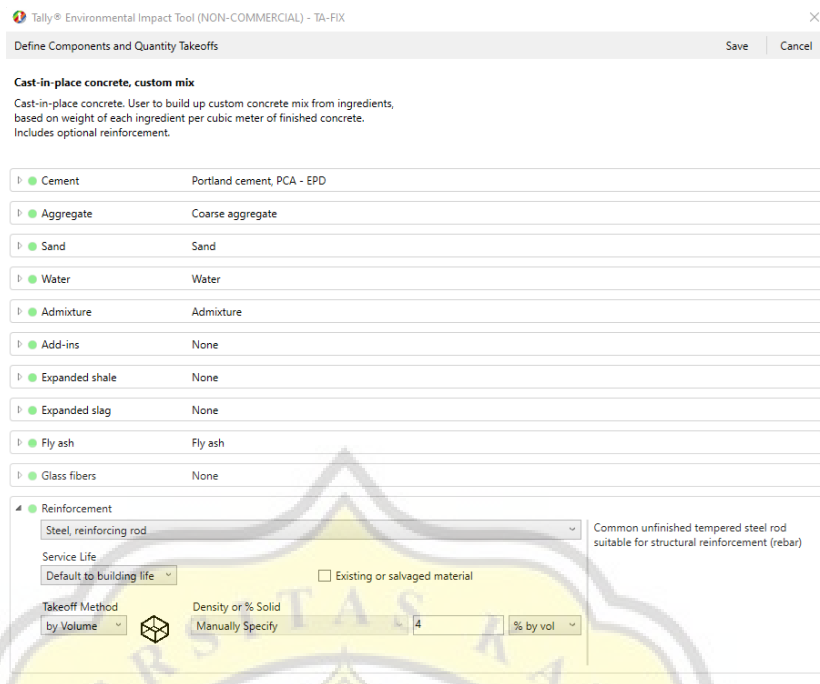 Tally® Environmental Impact Tool (NON-COMMERCIAL) - TA-FIX
Define Components and Quantity Takeoffs Save Cancel
Cast-in-place concrete, custom mix
Cast-in-place concrete. User to build up custom concrete mix from ingredients,
based on weight of each ingredient per cubic meter of finished concrete.
Includes optional reinforcement.
Cement Portland cement, PCA - EPD
Aggregate Coarse aggregate
Sand Sand
Water Water
Admixture Admixture
Add-ins None
Expanded shale None
Expanded slag None
Fly ash Fly ash
Glass fibers None
Reinforcement
Steel, reinforcing rod
Common unfinished tempered steel rod
suitable for structural reinforcement (rebar)
Service Life
Default to building life Existing or salvaged material
Takeoff Method Density or % Solid
by Volume Manually Specify 4 % by vol